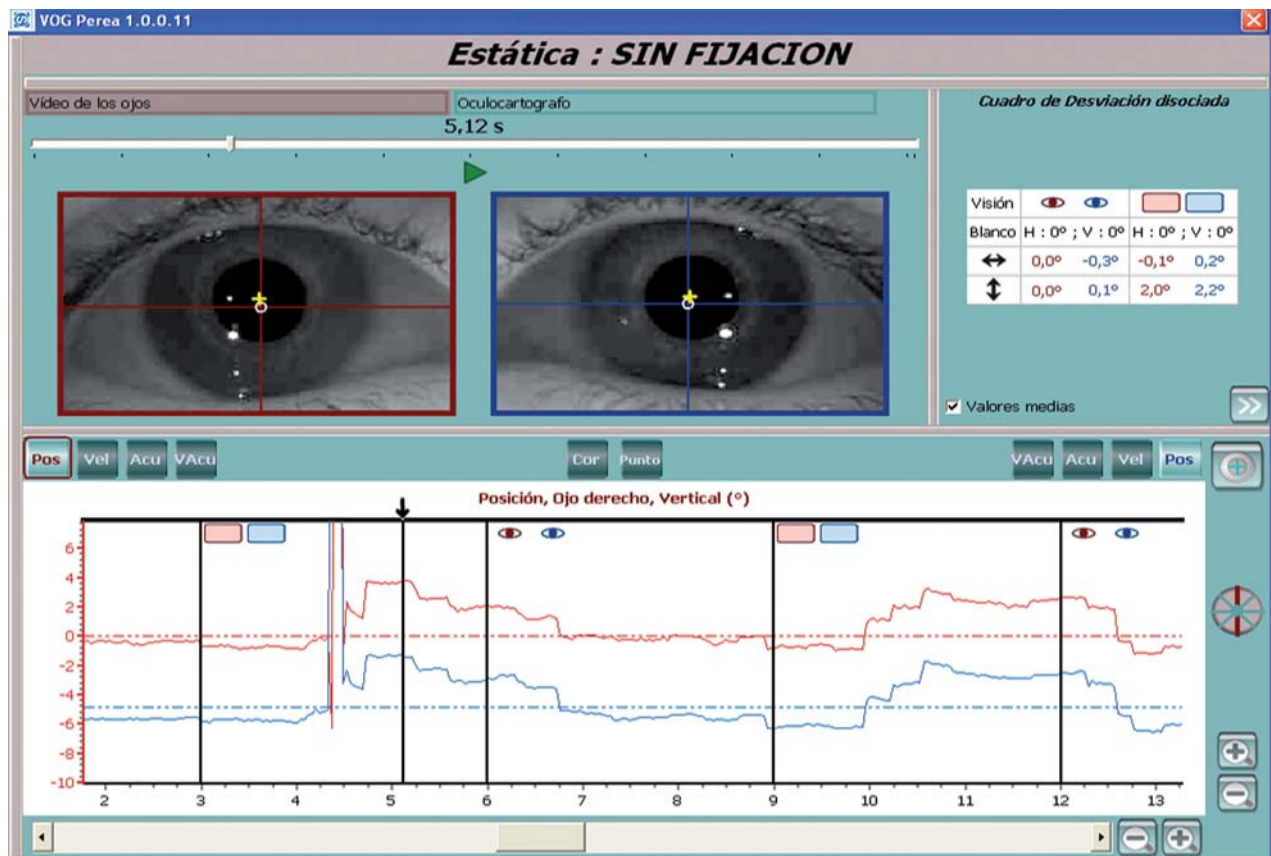 VOG Perea 1.0.0.11
Estática : SIN FIJACION
Vídeo de los ojos
Oculocartografo
5,12 s
Cuadro de Desviación disociada
Visión
Blanco H : 0º ; V : 0º H : 0º ; V : 0º
0,0º -0,3º -0,1º 0,2º
0,0º 0,1º 2,0º 2,2º
Valores medias
Pos Vel Acu VAcu Cor Punto VAcu Acu Vel Pos
Posición, Ojo derecho, Vertical (º)
6
4
2
0
-2
-4
-6
-8
-10
2 3 4 5 6 7 8 9 10 11 12 13